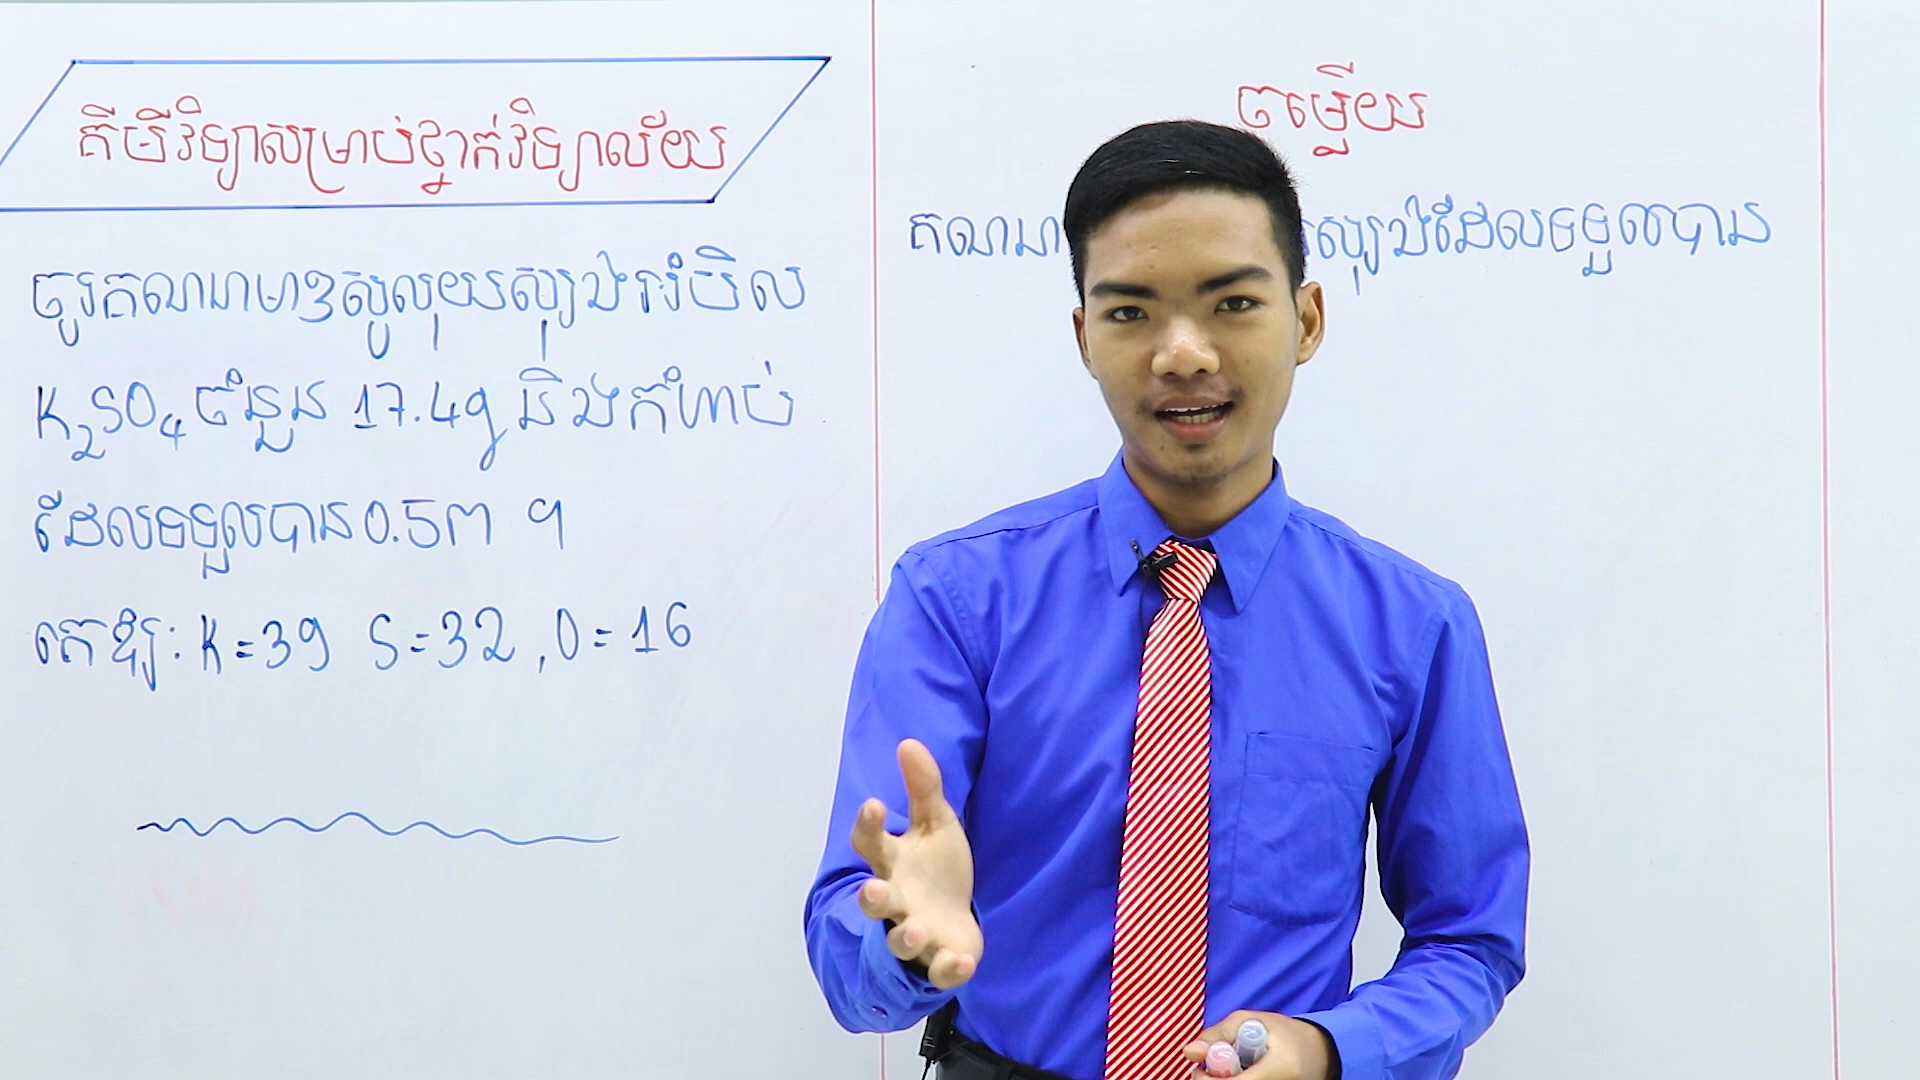 គីមីវិទ្យាសម្រាប់ថ្នាក់វិទ្យាល័យ
ចូរគណនាមាឌសូលុយស្យុងអំបិល
K₂SO₄ ចំនួន 17.4g និងកំហាប់
ដែលទទួលបាន 0.5M ។
គេឱ្យ: K=39 S=32, O=16
ចម្លើយ
គណនា ស្យុងដែលទទួលបាន